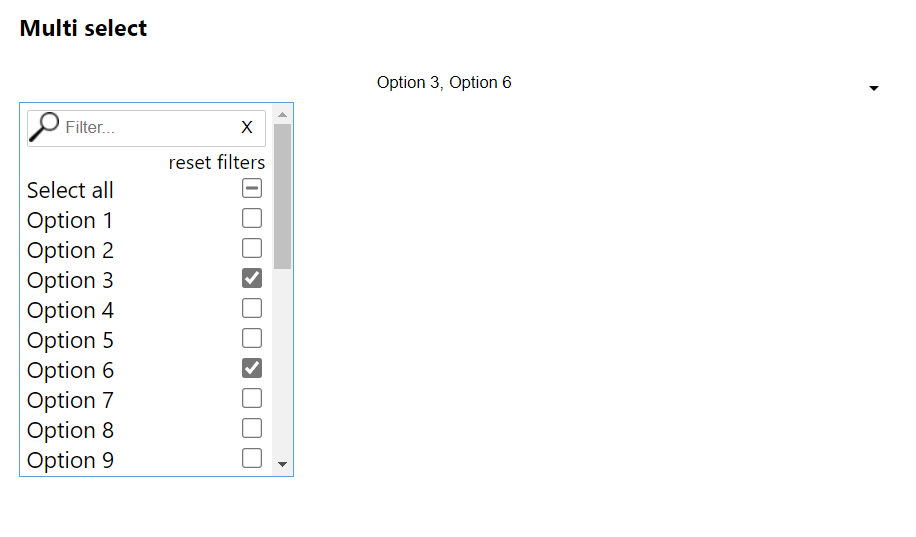 Multi select
Option 3, Option 6
Filter... X
reset filters
Select all
Option 1
Option 2
Option 3
Option 4
Option 5
Option 6
Option 7
Option 8
Option 9